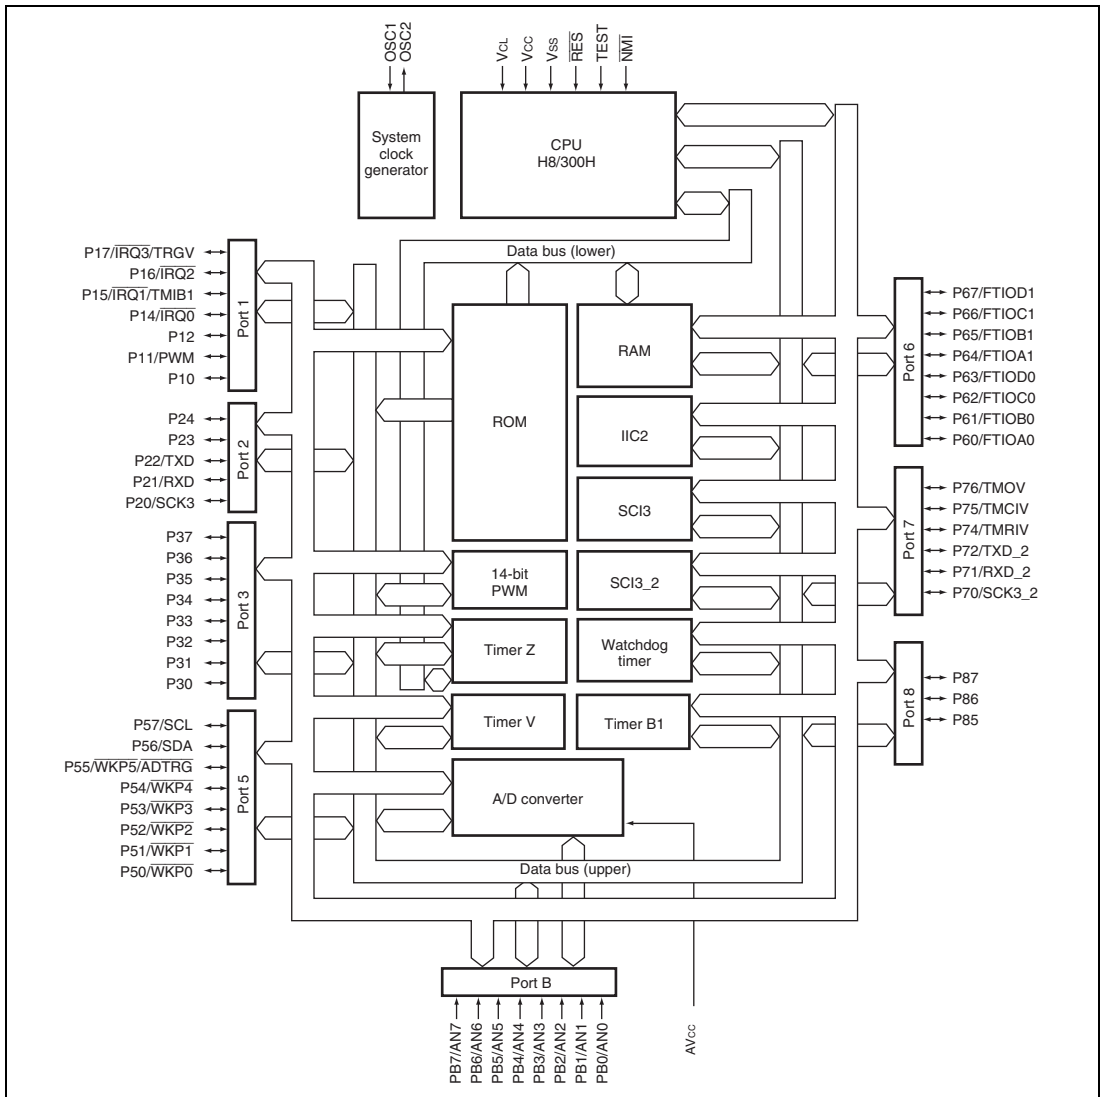 OSC1
OSC2
VCL
VCC
VSS
RES
TEST
NMI
System
clock
generator
CPU
H8/300H
Data bus (lower)
P17/IRQ3/TRGV
P16/IRQ2
P15/IRQ1/TMIB1
P14/IRQ0
P12
P11/PWM
P10
Port 1
P24
P23
P22/TXD
P21/RXD
P20/SCK3
Port 2
P37
P36
P35
P34
P33
P32
P31
P30
Port 3
P57/SCL
P56/SDA
P55/WKP5/ADTRG
P54/WKP4
P53/WKP3
P52/WKP2
P51/WKP1
P50/WKP0
Port 5
ROM
RAM
IIC2
SCI3
14-bit
PWM
SCI3_2
Timer Z
Watchdog
timer
Timer V
Timer B1
A/D converter
Data bus (upper)
Port 6
P67/FTIOD1
P66/FTIOC1
P65/FTIOB1
P64/FTIOA1
P63/FTIOD0
P62/FTIOC0
P61/FTIOB0
P60/FTIOA0
Port 7
P76/TMOV
P75/TMCIV
P74/TMRIV
P72/TXD_2
P71/RXD_2
P70/SCK3_2
Port 8
P87
P86
P85
Port B
PB7/AN7
PB6/AN6
PB5/AN5
PB4/AN4
PB3/AN3
PB2/AN2
PB1/AN1
PB0/AN0
AVCC